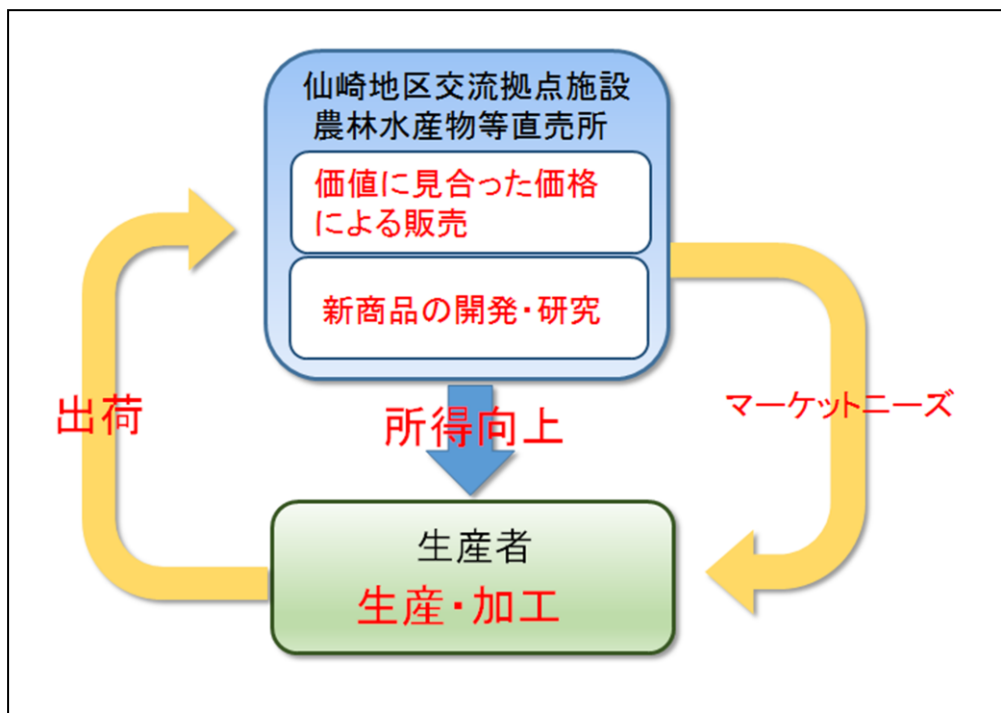 仙崎地区交流拠点施設
農林水産物等直売所
価値に見合った価格
による販売
新商品の開発・研究
出荷
所得向上
マーケットニーズ
生産者
生産・加工